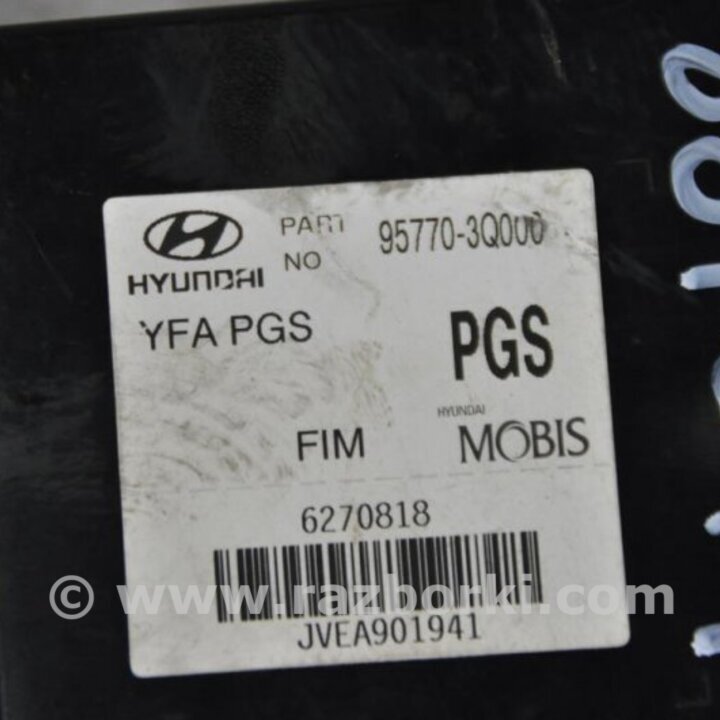 HYUNDAI
PART NO 95770-3Q000
YFA PGS
PGS
FIM
HYUNDAI MOBIS
6270818
JVEA901941
© www.razborki.com